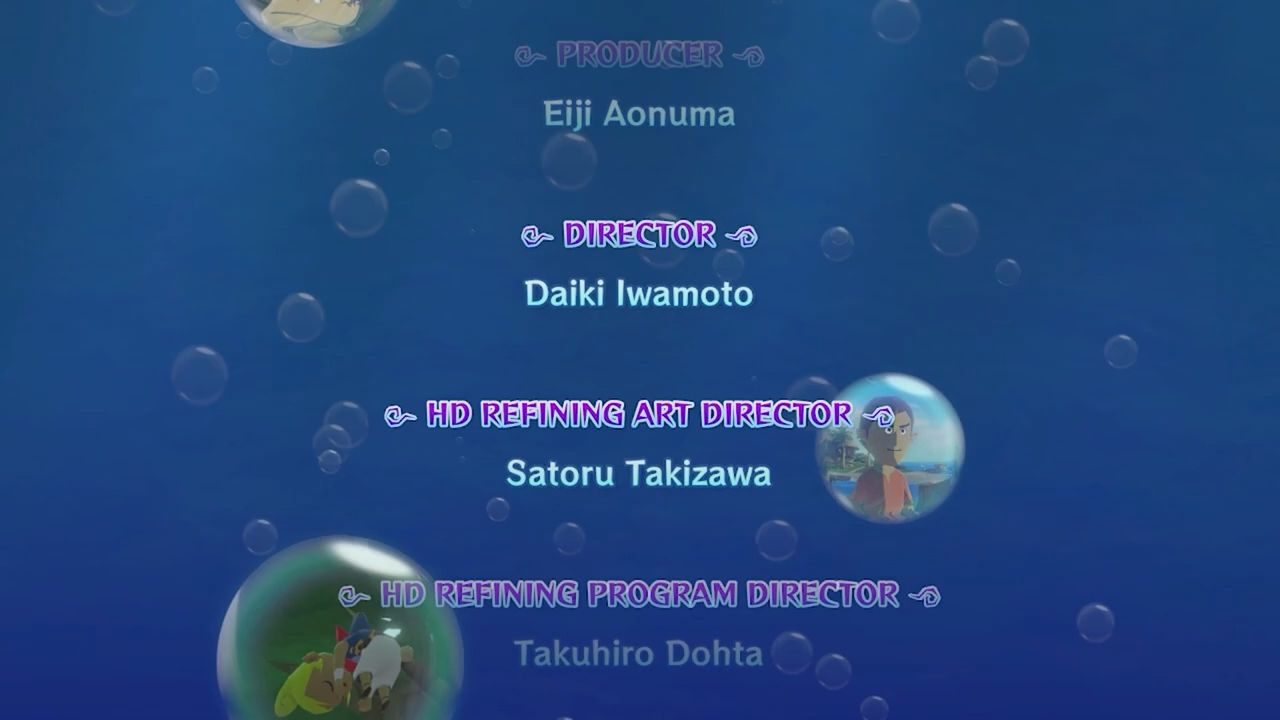 PRODUCER
Eiji Aonuma
DIRECTOR
Daiki Iwamoto
HD REFINING ART DIRECTOR
Satoru Takizawa
HD REFINING PROGRAM DIRECTOR
Takuhiro Dohta